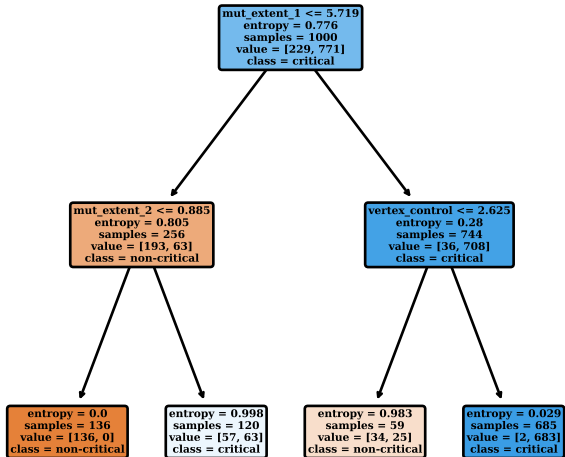 mut_extent_1 <= 5.719
entropy = 0.776
samples = 1000
value = [229, 771]
class = critical
mut_extent_2 <= 0.885
entropy = 0.805
samples = 256
value = [193, 63]
class = non-critical
vertex_control <= 2.625
entropy = 0.28
samples = 744
value = [36, 708]
class = critical
entropy = 0.0
samples = 136
value = [136, 0]
class = non-critical
entropy = 0.998
samples = 120
value = [57, 63]
class = critical
entropy = 0.983
samples = 59
value = [34, 25]
class = non-critical
entropy = 0.029
samples = 685
value = [2, 683]
class = critical